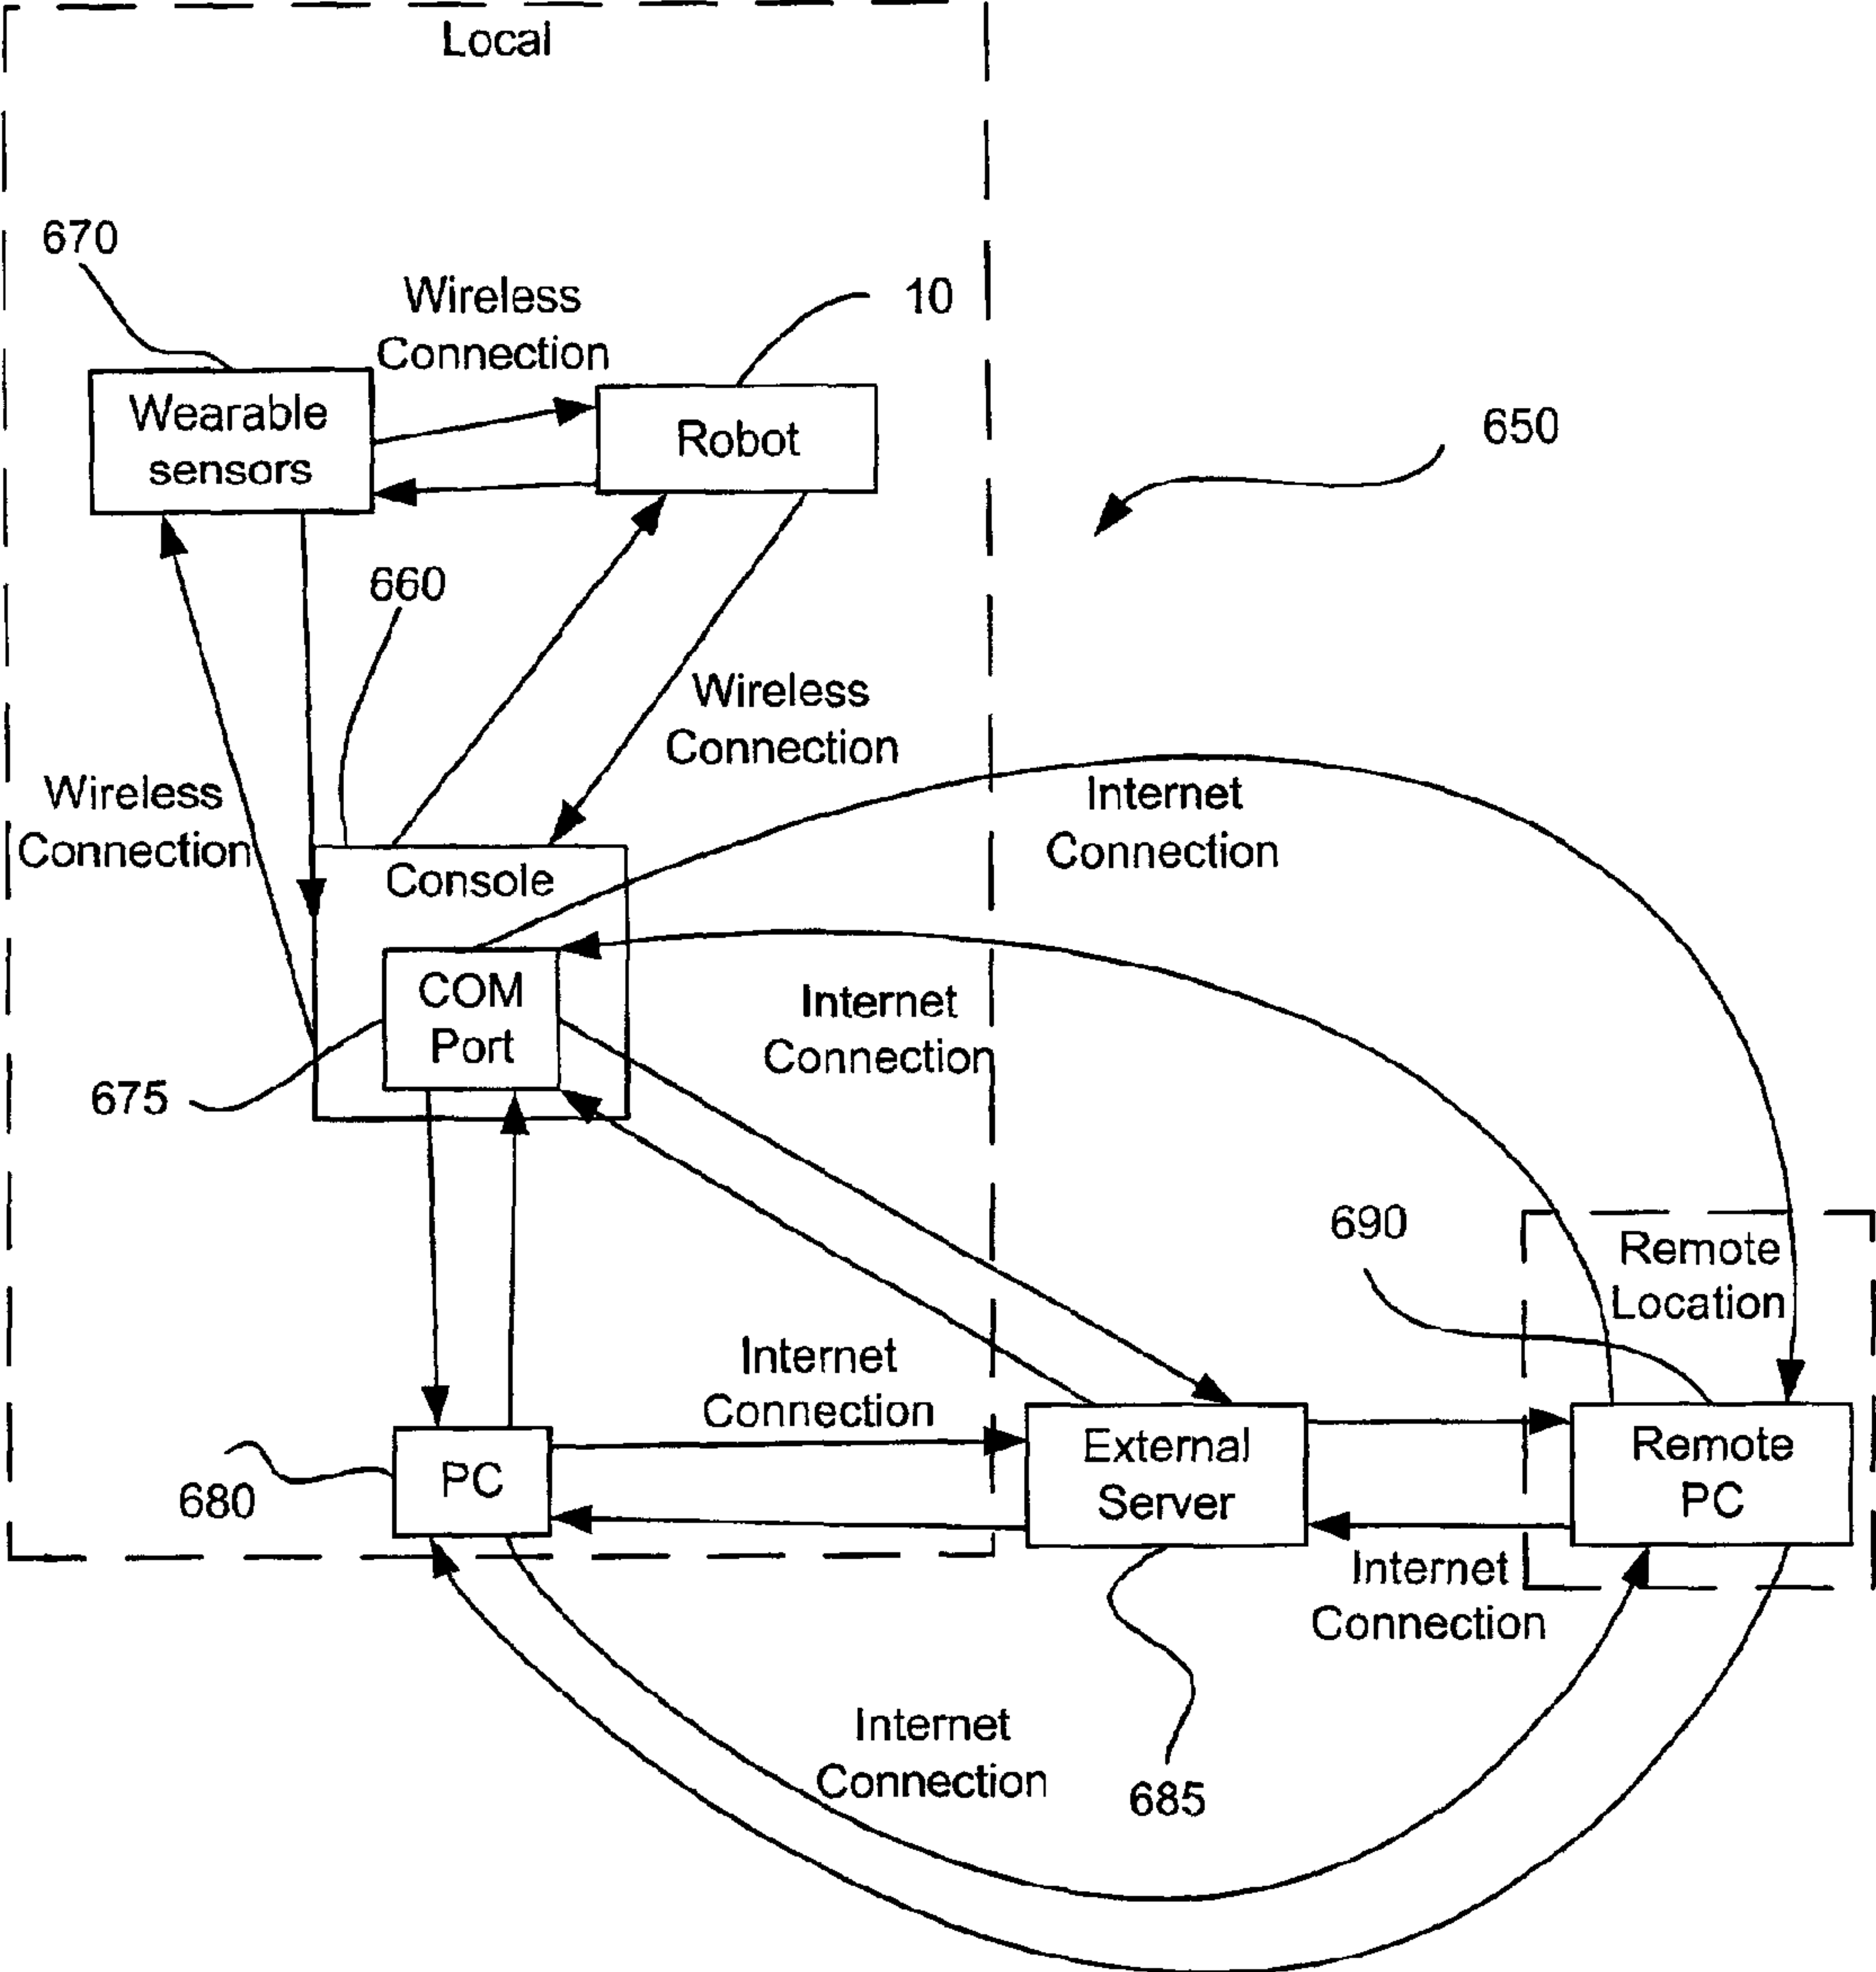 Local
670
Wireless
Connection
10
Wearable
sensors
Robot
650
660
Wireless
Connection
Wireless
Connection
Internet
Connection
Console
COM
Port
Internet
Connection
675
690
Remote
Location
Internet
Connection
680
PC
External
Server
Remote
PC
Internet
Connection
Internet
Connection
685